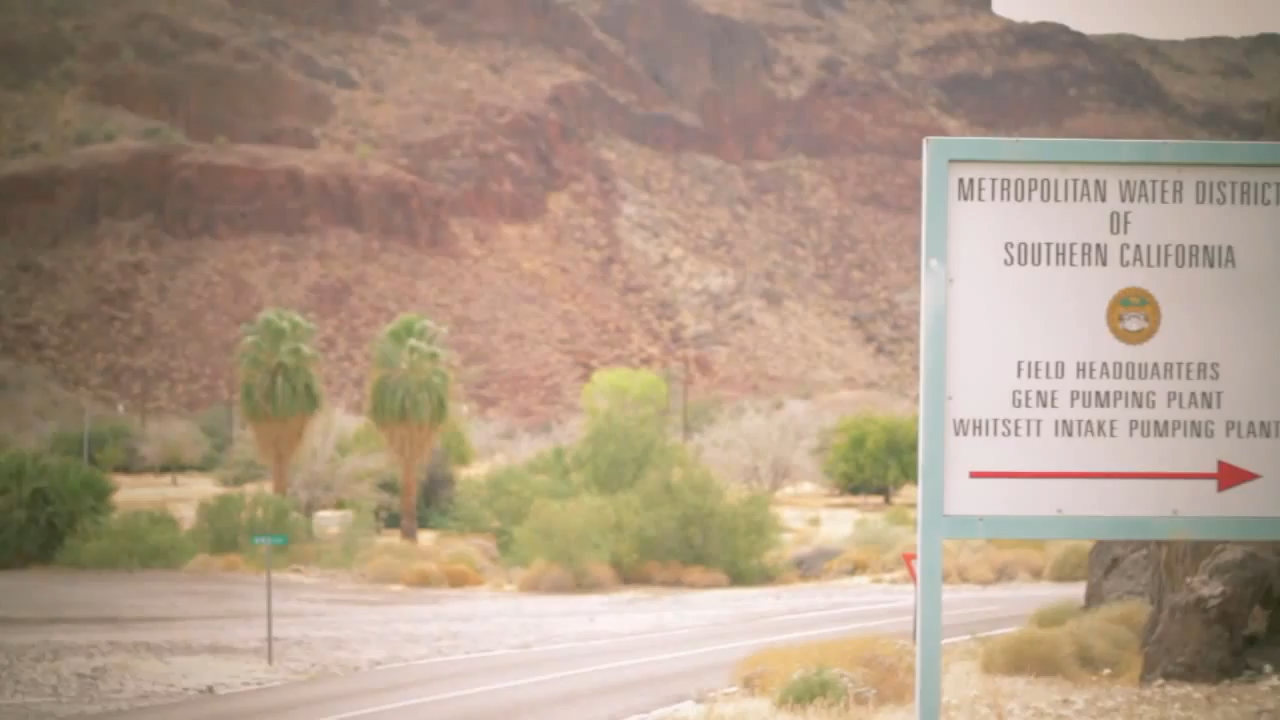 METROPOLITAN WATER DISTRICT
OF
SOUTHERN CALIFORNIA
FIELD HEADQUARTERS
GENE PUMPING PLANT
WHITSETT INTAKE PUMPING PLANT